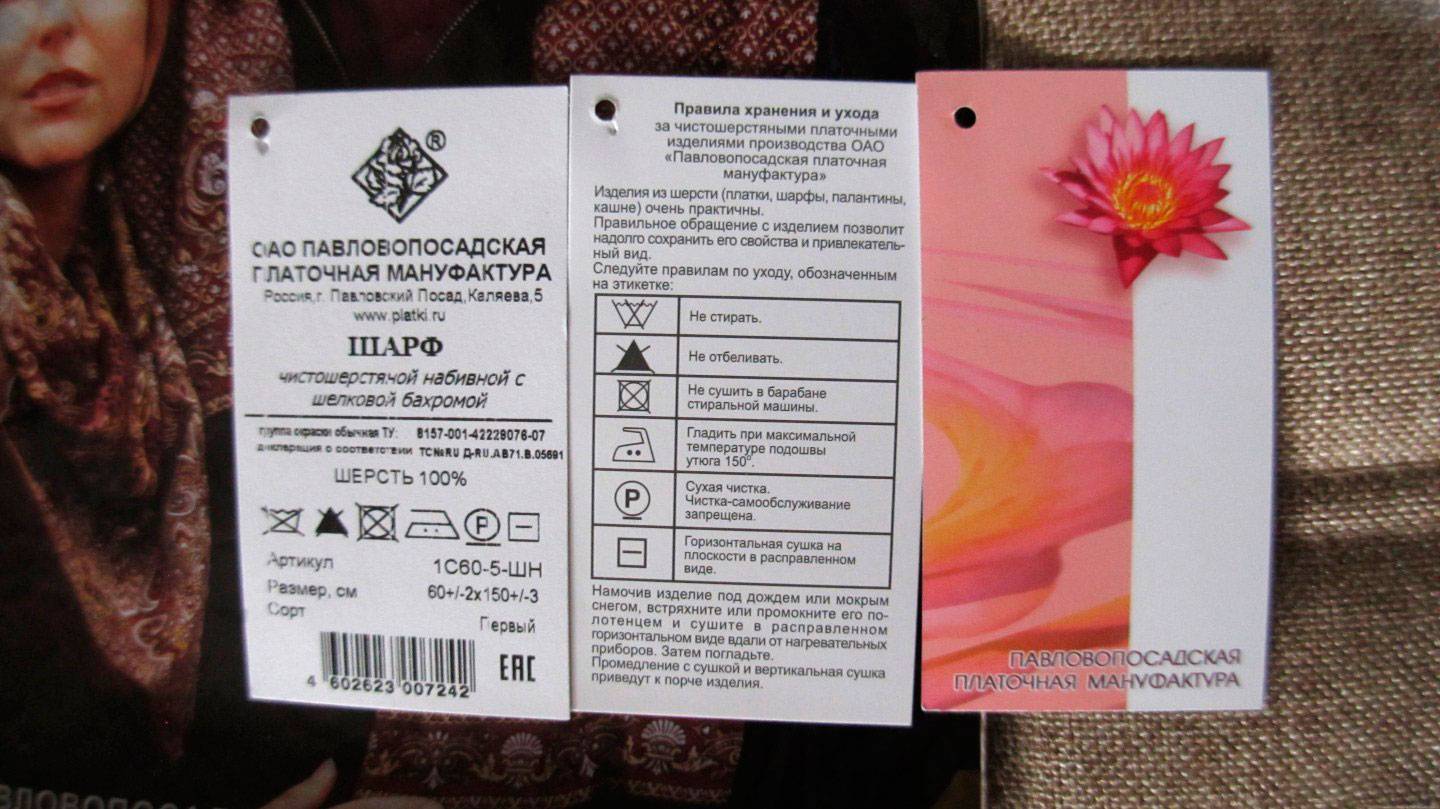 ®
ОАО ПАВЛОВОПОСАДСКАЯ
ПЛАТОЧНАЯ МАНУФАКТУРА
Россия,г. Павловский Посад,Каляева,5
www.platki.ru
ШАРФ
чистошерстяной набивной с
шелковой бахромой
группа окраски обычная ТУ: 8157-001-42228076-07
декларация о соответствии ТС№RU Д-RU.АВ71.В.05691
ШЕРСТЬ 100%
P
Артикул 1С60-5-ШН
Размер, см 60+/-2х150+/-3
Сорт Первый
4 602623 007242
ЕАС
Правила хранения и ухода
за чистошерстяными платочными
изделиями производства ОАО
«Павловопосадская платочная
мануфактура»
Изделия из шерсти (платки, шарфы, палантины,
кашне) очень практичны.
Правильное обращение с изделием позволит
надолго сохранить его свойства и привлекатель-
ный вид.
Следуйте правилам по уходу, обозначенным
на этикетке:
Не стирать.
Не отбеливать.
Не сушить в барабане
стиральной машины.
Гладить при максимальной
температуре подошвы
утюга 150°.
P
Сухая чистка.
Чистка-самообслуживание
запрещена.
Горизонтальная сушка на
плоскости в расправленном
виде.
Намочив изделие под дождем или мокрым
снегом, встряхните или промокните его по-
лотенцем и сушите в расправленном
горизонтальном виде вдали от нагревательных
приборов. Затем погладьте.
Промедление с сушкой и вертикальная сушка
приведут к порче изделия.
ПАВЛОВОПОСАДСКАЯ
ПЛАТОЧНАЯ МАНУФАКТУРА